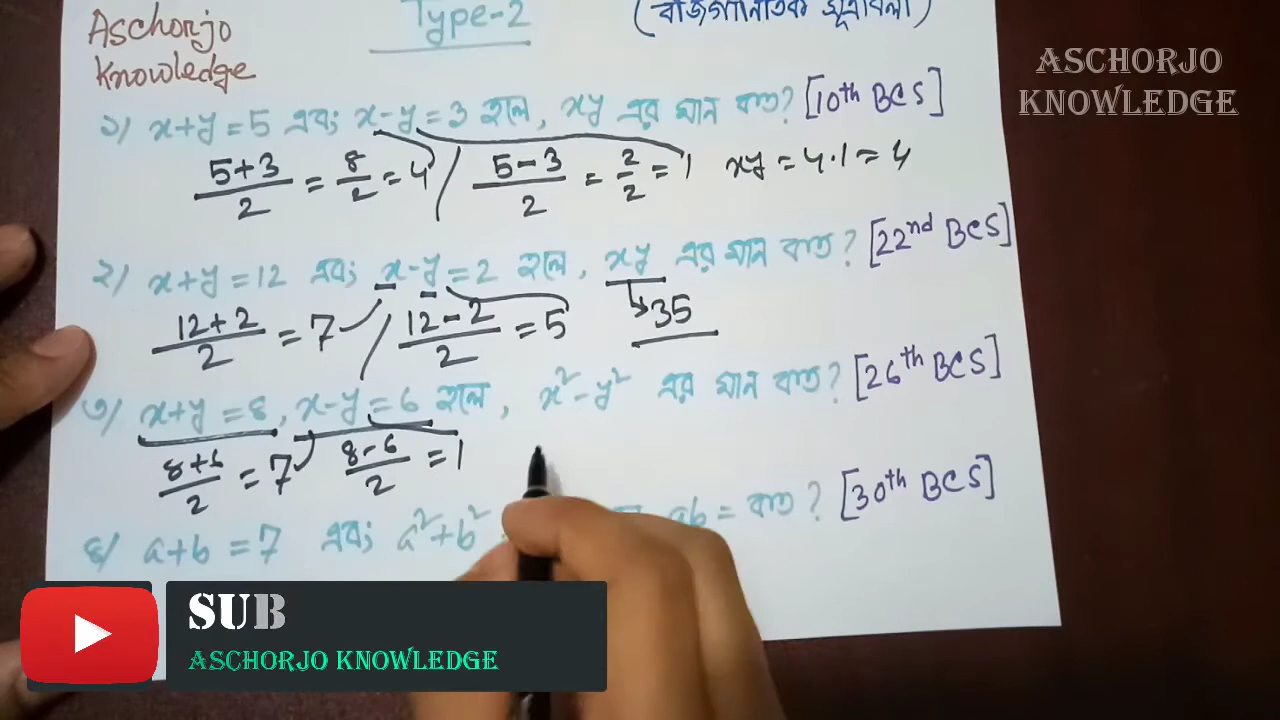 Aschorjo
Knowledge
Type-2
(বীজগাণিতিক সূত্রাবলী)
ASCHORJO
KNOWLEDGE
১) x+y=5 এবং x-y=3 হলে, xy এর মান কত? [10th BCS]
5+3/2 = 8/2 = 4 / 5-3/2 = 2/2 = 1 xy = 4·1 = 4
২) x+y=12 এবং x-y=2 হলে, xy এর মান কত? [22nd BCS]
12+2/2 = 7 / 12-2/2 = 5 35
৩) x+y=8, x-y=6 হলে, x²-y² এর মান কত? [26th BCS]
8+6/2 = 7 8-6/2 = 1
৪) a+b=7 এবং a²+b² ab = কত? [30th BCS]
SUB
ASCHORJO KNOWLEDGE